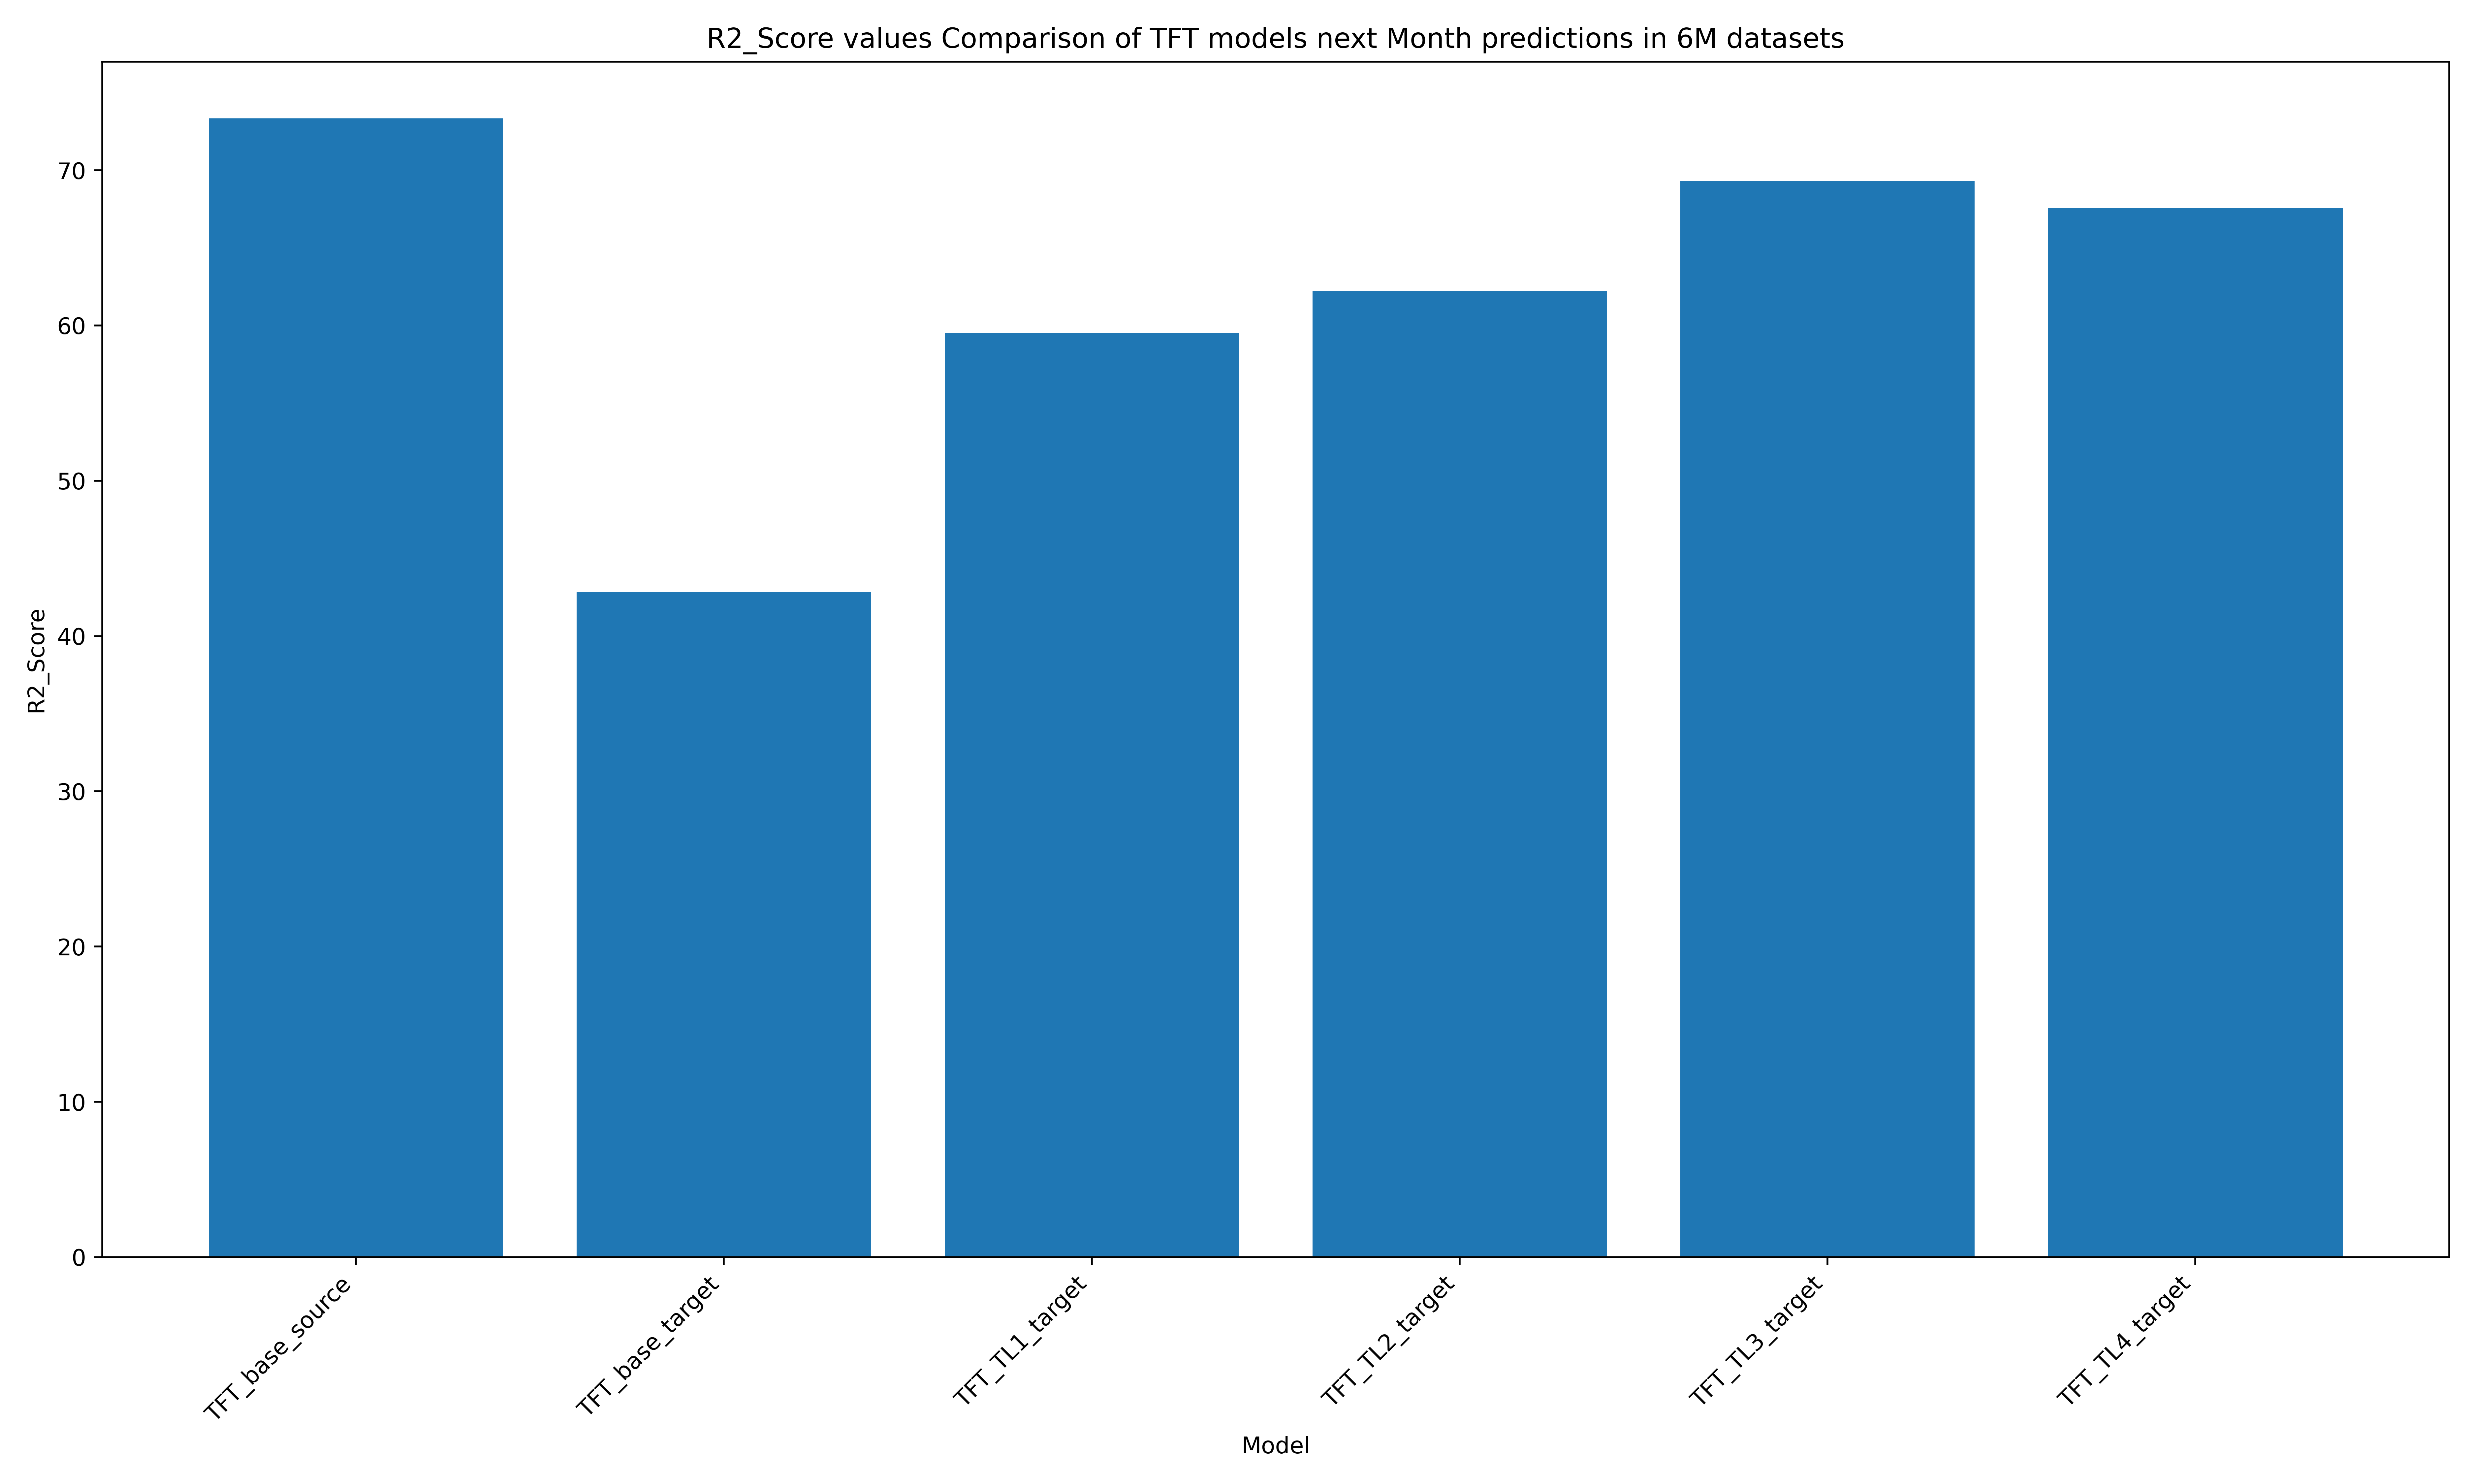 R2_Score values Comparison of TFT models next Month predictions in 6M datasets
R2_Score
70
60
50
40
30
20
10
0
TFT_base_source
TFT_base_target
TFT_TL1_target
TFT_TL2_target
TFT_TL3_target
TFT_TL4_target
Model